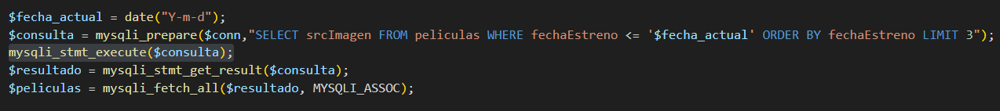 $fecha_actual = date("Y-m-d");
$consulta = mysqli_prepare($conn,"SELECT srcImagen FROM peliculas WHERE fechaEstreno <= '$fecha_actual' ORDER BY fechaEstreno LIMIT 3");
mysqli_stmt_execute($consulta);
$resultado = mysqli_stmt_get_result($consulta);
$peliculas = mysqli_fetch_all($resultado, MYSQLI_ASSOC);